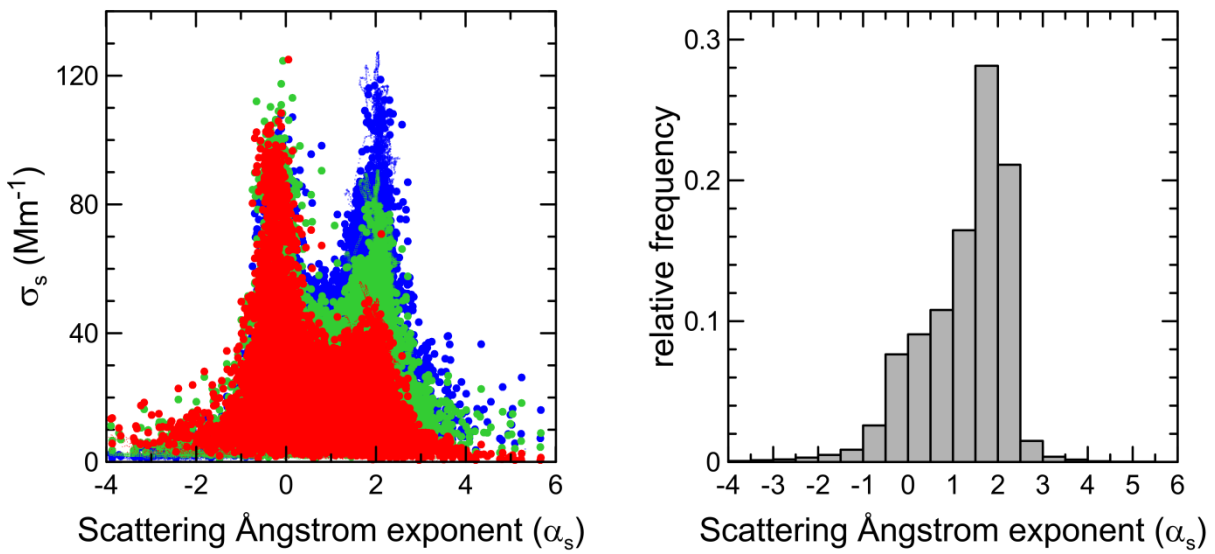 σs (Mm-1)
120
80
40
0
-4 -2 0 2 4 6
Scattering Ångstrom exponent (αs)
relative frequency
0.3
0.2
0.1
0
-4 -3 -2 -1 0 1 2 3 4 5 6
Scattering Ångstrom exponent (αs)